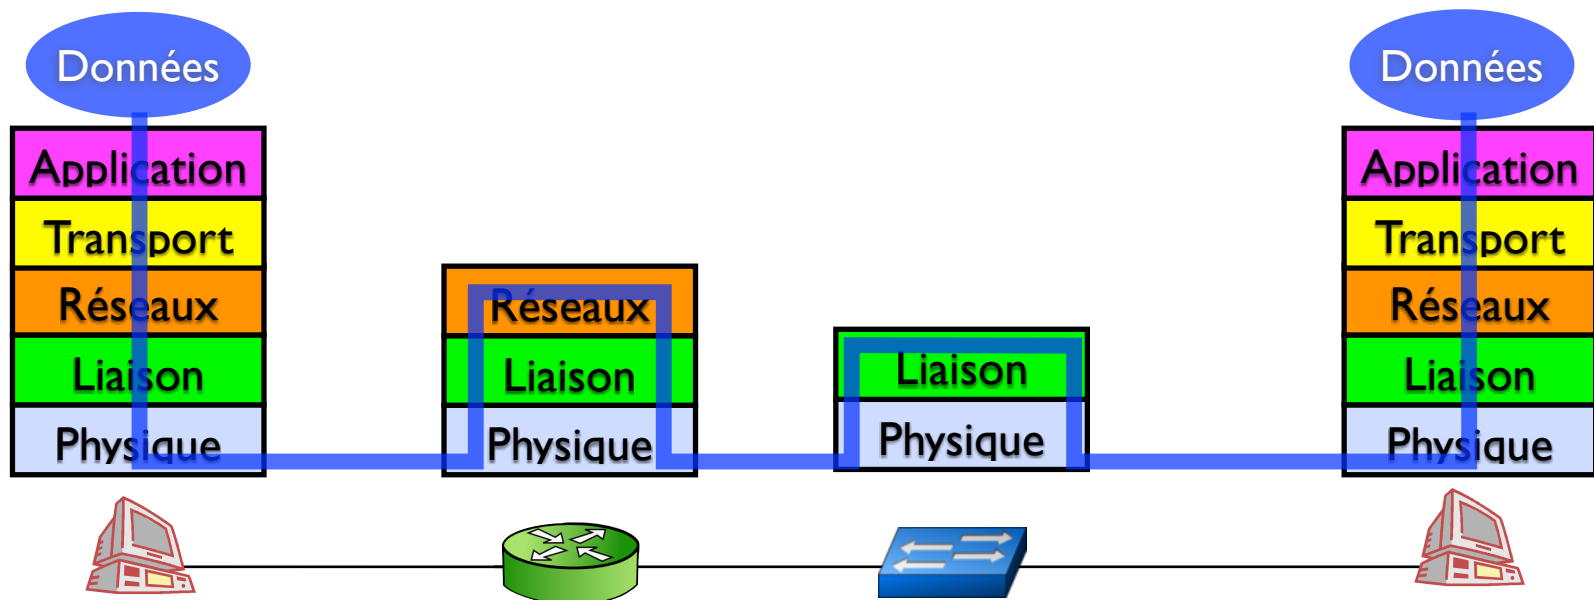 Données
Données
Application
Transport
Réseaux
Liaison
Physique
Réseaux
Liaison
Physique
Liaison
Physique
Application
Transport
Réseaux
Liaison
Physique